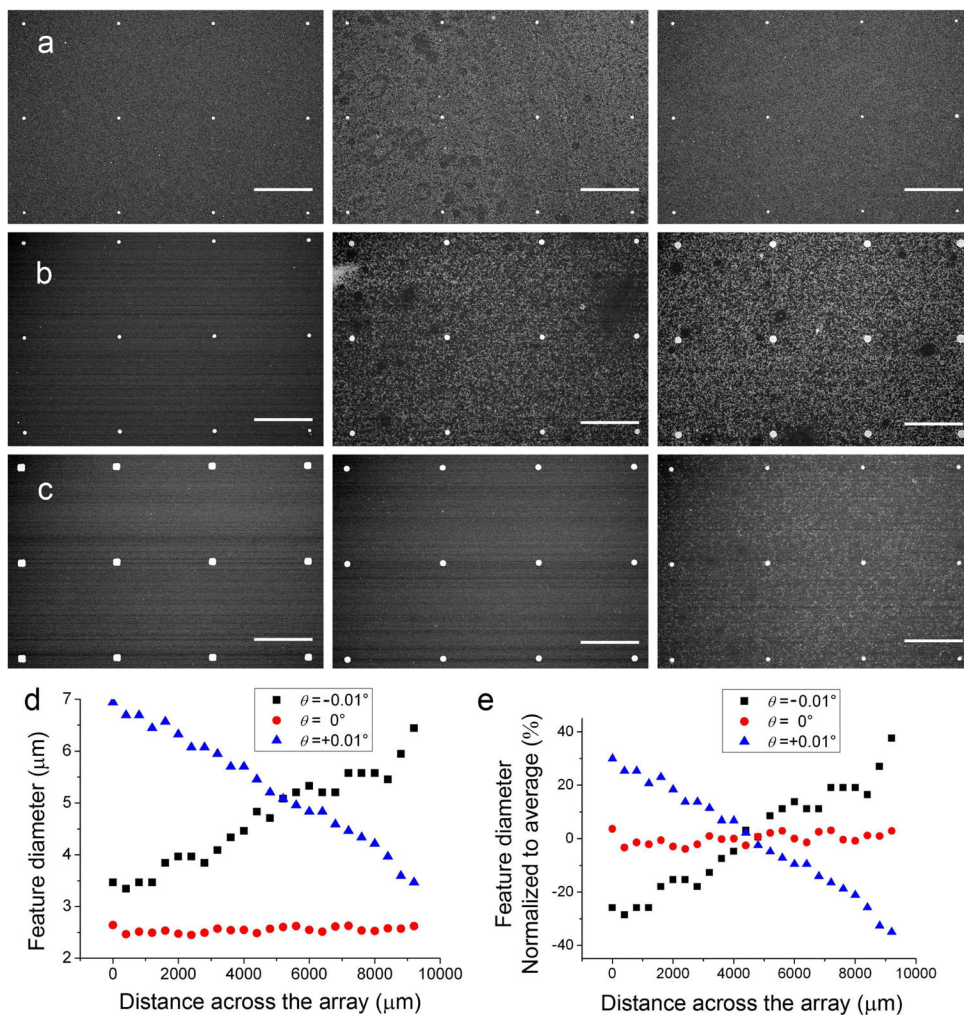 a
b
c
d
7
6
5
4
3
2
Feature diameter (μm)
θ=−0.01°
θ= 0°
θ=+0.01°
0 2000 4000 6000 8000 10000
Distance across the array (μm)
e
40
20
0
-20
-40
Feature diameter
Normalized to average (%)
θ=−0.01°
θ= 0°
θ=+0.01°
0 2000 4000 6000 8000 10000
Distance across the array (μm)